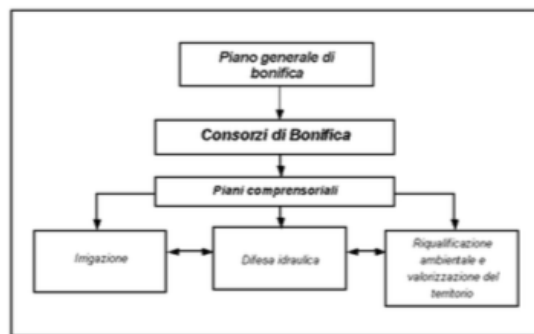 Piano generale di
bonifica
Consorzi di Bonifica
Piani comprensoriali
Irrigazione
Difesa idraulica
Riqualificazione
ambientale e
valorizzazione del
territorio